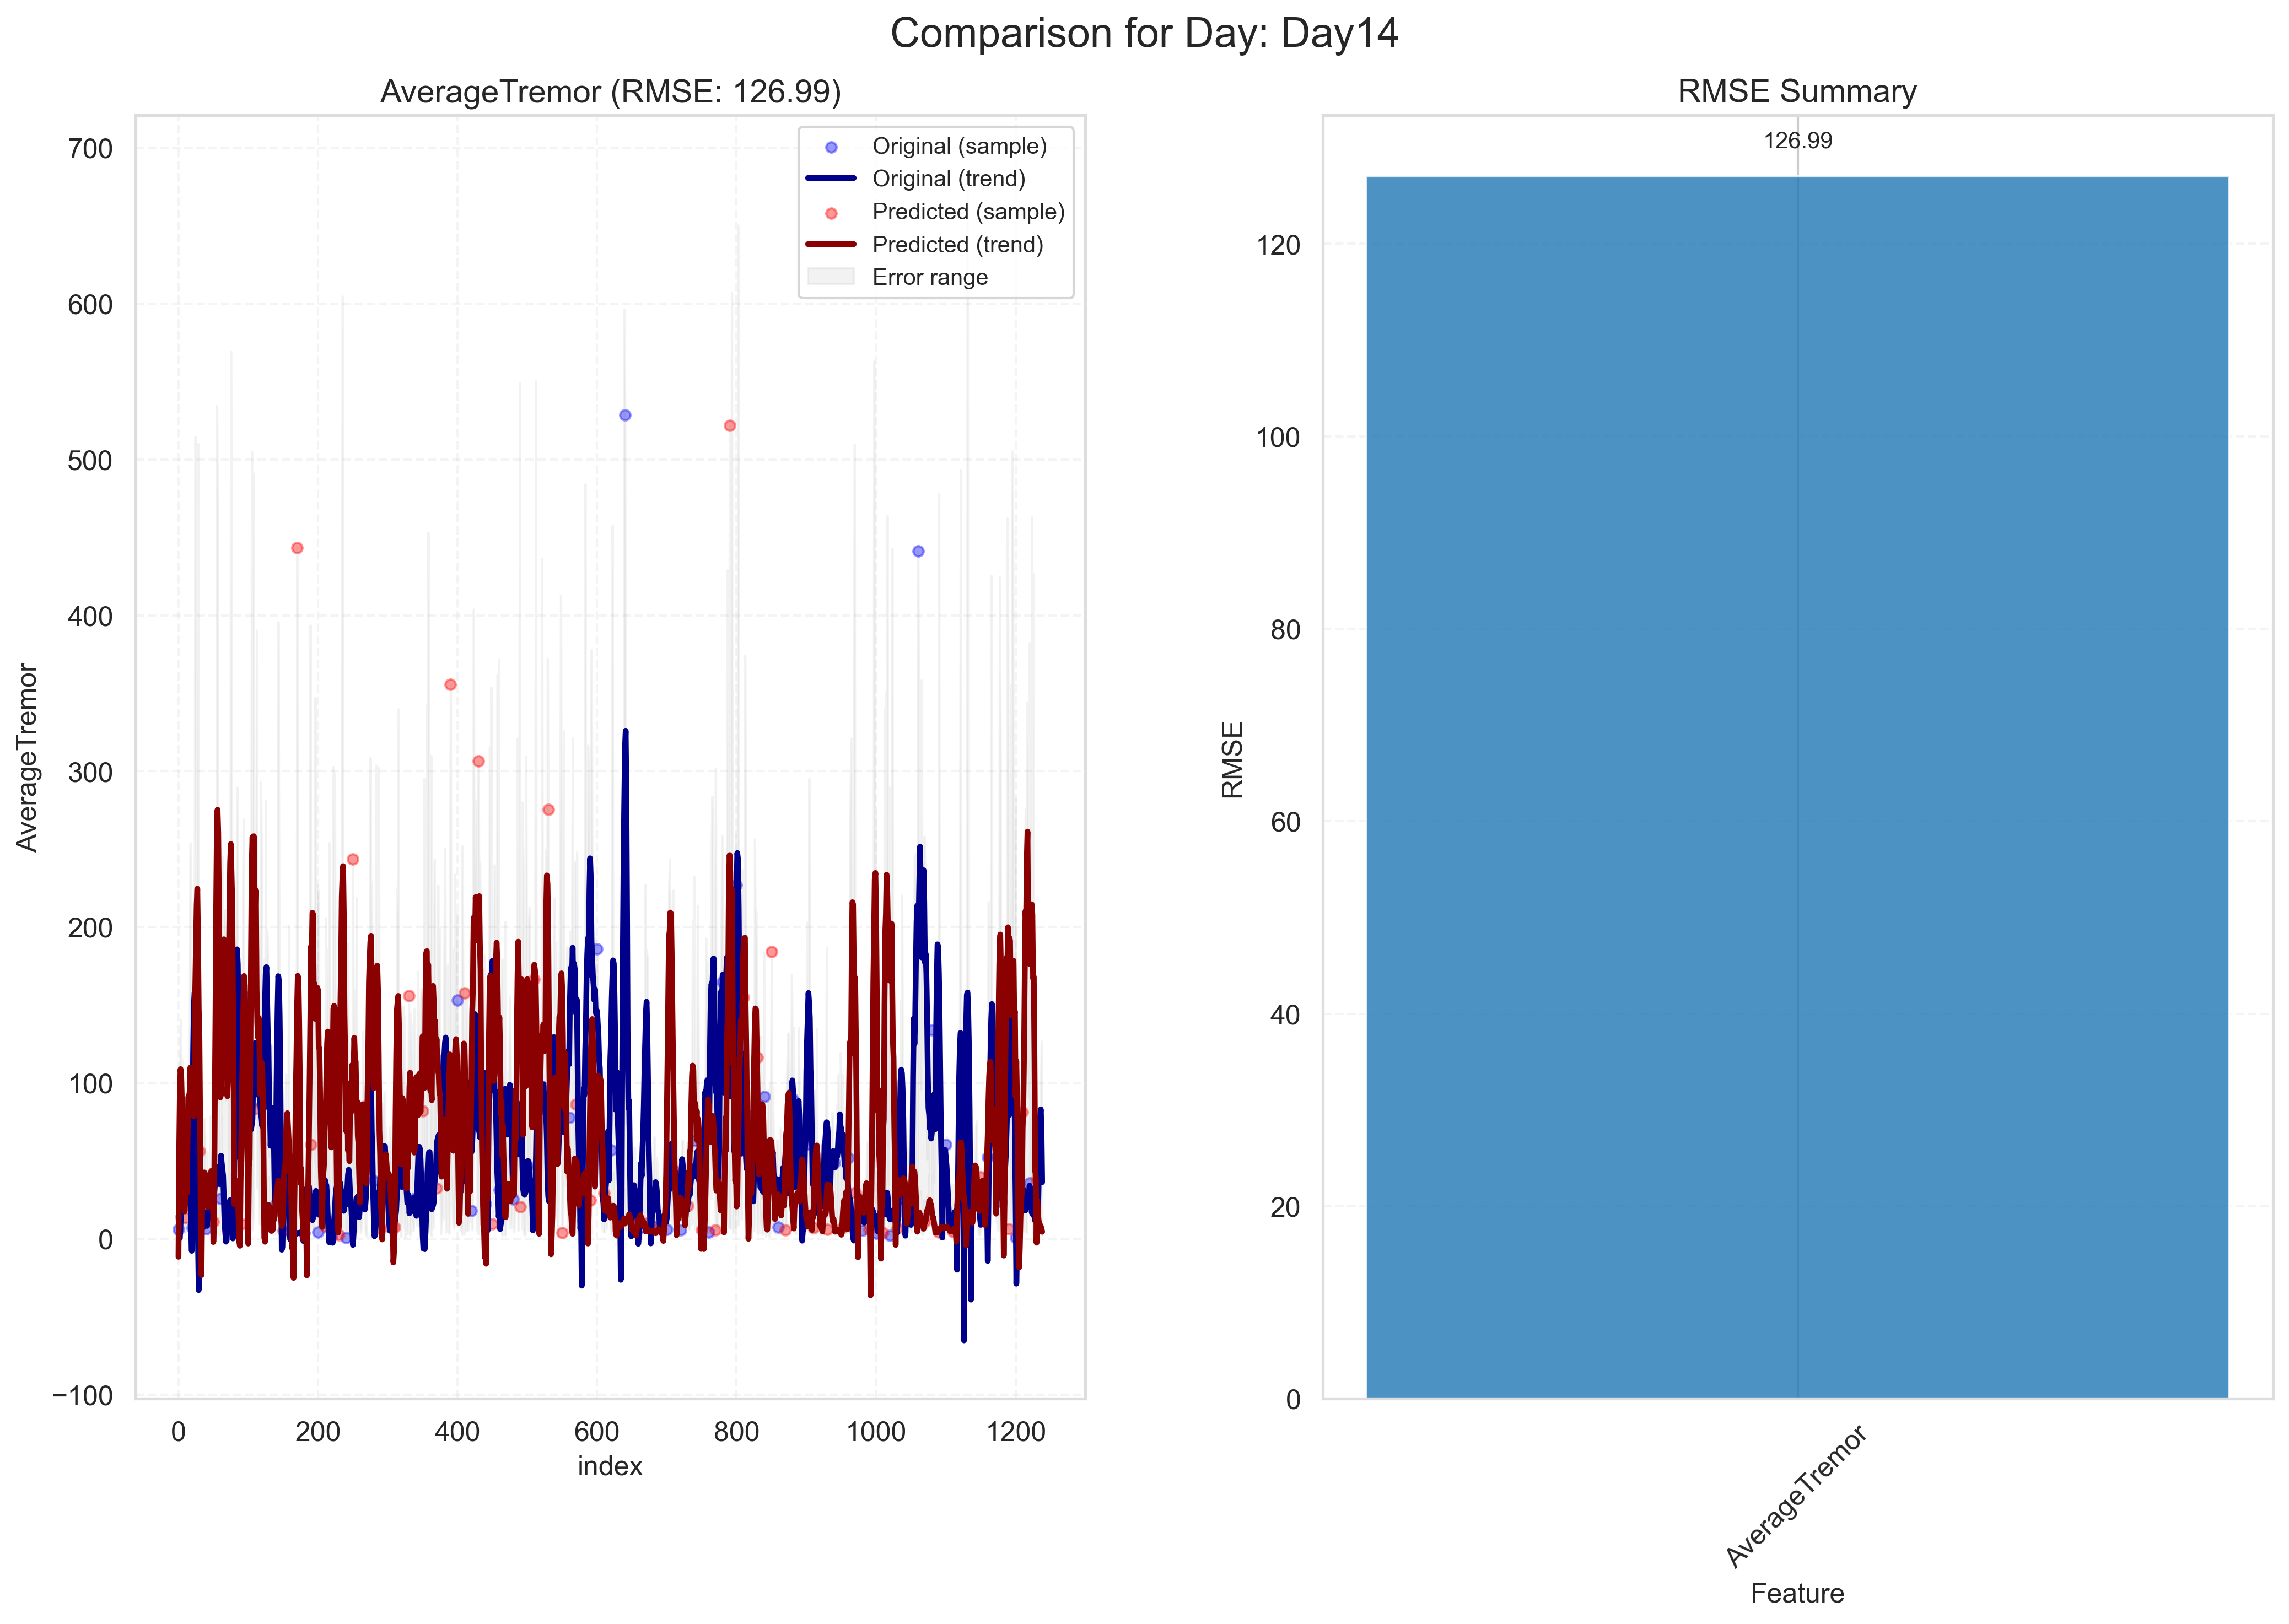 Comparison for Day: Day14
AverageTremor (RMSE: 126.99)
Original (sample)
Original (trend)
Predicted (sample)
Predicted (trend)
Error range
AverageTremor
700
600
500
400
300
200
100
0
−100
0 200 400 600 800 1000 1200
index
RMSE Summary
126.99
RMSE
120
100
80
60
40
20
0
AverageTremor
Feature